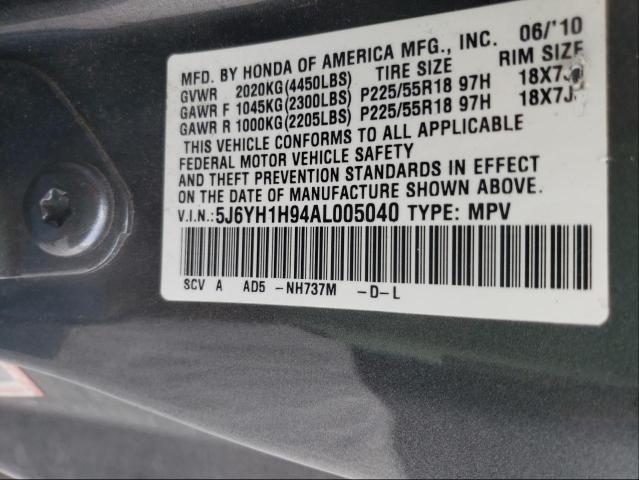 MFD. BY HONDA OF AMERICA MFG., INC. 06/'10
GVWR 2020KG(4450LBS) TIRE SIZE RIM SIZE
GAWR F 1045KG(2300LBS) P225/55R18 97H 18X7J
GAWR R 1000KG(2205LBS) P225/55R18 97H 18X7J
THIS VEHICLE CONFORMS TO ALL APPLICABLE
FEDERAL MOTOR VEHICLE SAFETY
AND THEFT PREVENTION STANDARDS IN EFFECT
ON THE DATE OF MANUFACTURE SHOWN ABOVE.
V.I.N.:5J6YH1H94AL005040 TYPE: MPV
SCV A AD5 -NH737M -D-L